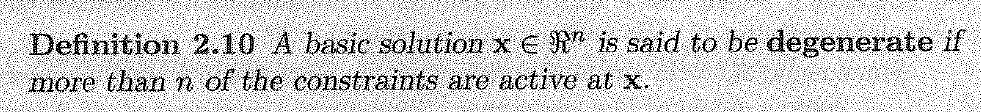 Definition 2.10 A basic solution x ∈ ℜⁿ is said to be degenerate if
more than n of the constraints are active at x.